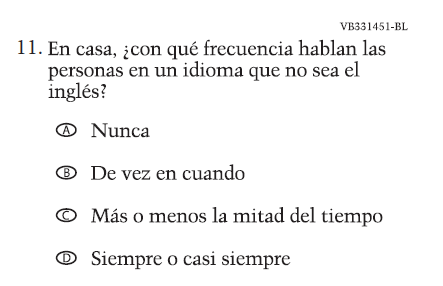 VB331451-BL
11. En casa, ¿con qué frecuencia hablan las
personas en un idioma que no sea el
inglés?
A Nunca
B De vez en cuando
C Más o menos la mitad del tiempo
D Siempre o casi siempre